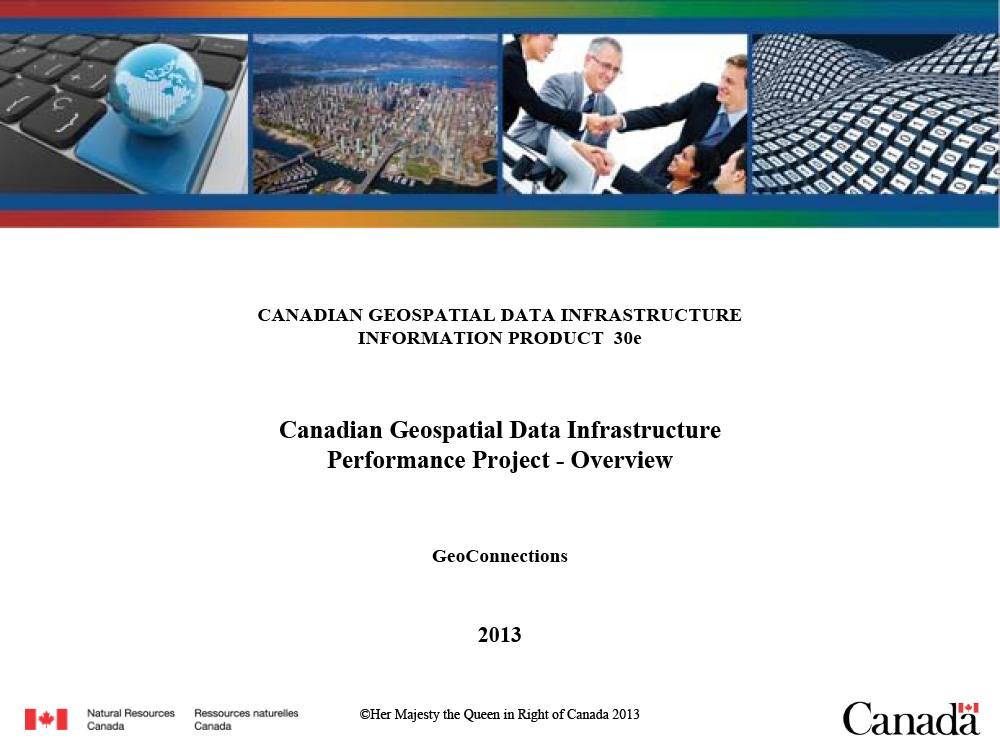 CANADIAN GEOSPATIAL DATA INFRASTRUCTURE
INFORMATION PRODUCT 30e
Canadian Geospatial Data Infrastructure
Performance Project - Overview
GeoConnections
2013
Natural Resources
Canada
Ressources naturelles
Canada
©Her Majesty the Queen in Right of Canada 2013
Canada